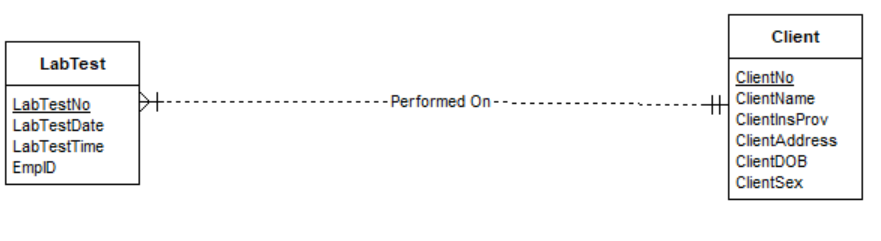 LabTest
LabTestNo
LabTestDate
LabTestTime
EmpID
Performed On
Client
ClientNo
ClientName
ClientInsProv
ClientAddress
ClientDOB
ClientSex